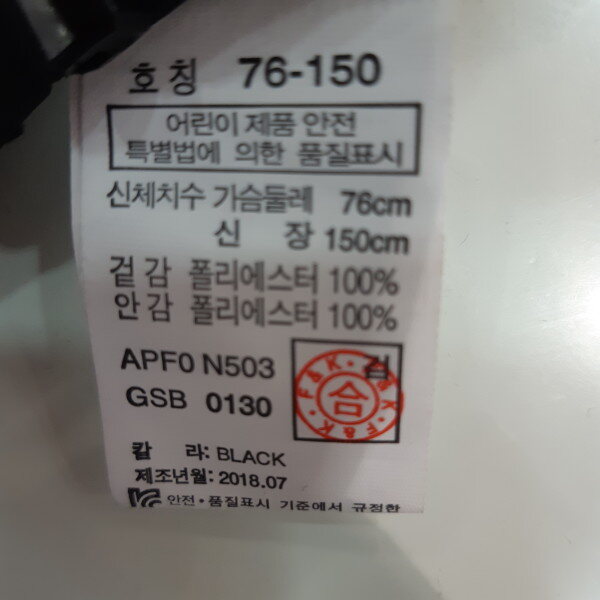 호 칭 76-150
어린이 제품 안전
특별법에 의한 품질표시
신체치수 가슴둘레 76cm
신 장 150cm
겉 감 폴리에스터 100%
안 감 폴리에스터 100%
APF0 N503
GSB 0130
검
합
F&K · F&K · F&K
칼 라: BLACK
제조년월: 2018.07
안전·품질표시 기준에서 규정한